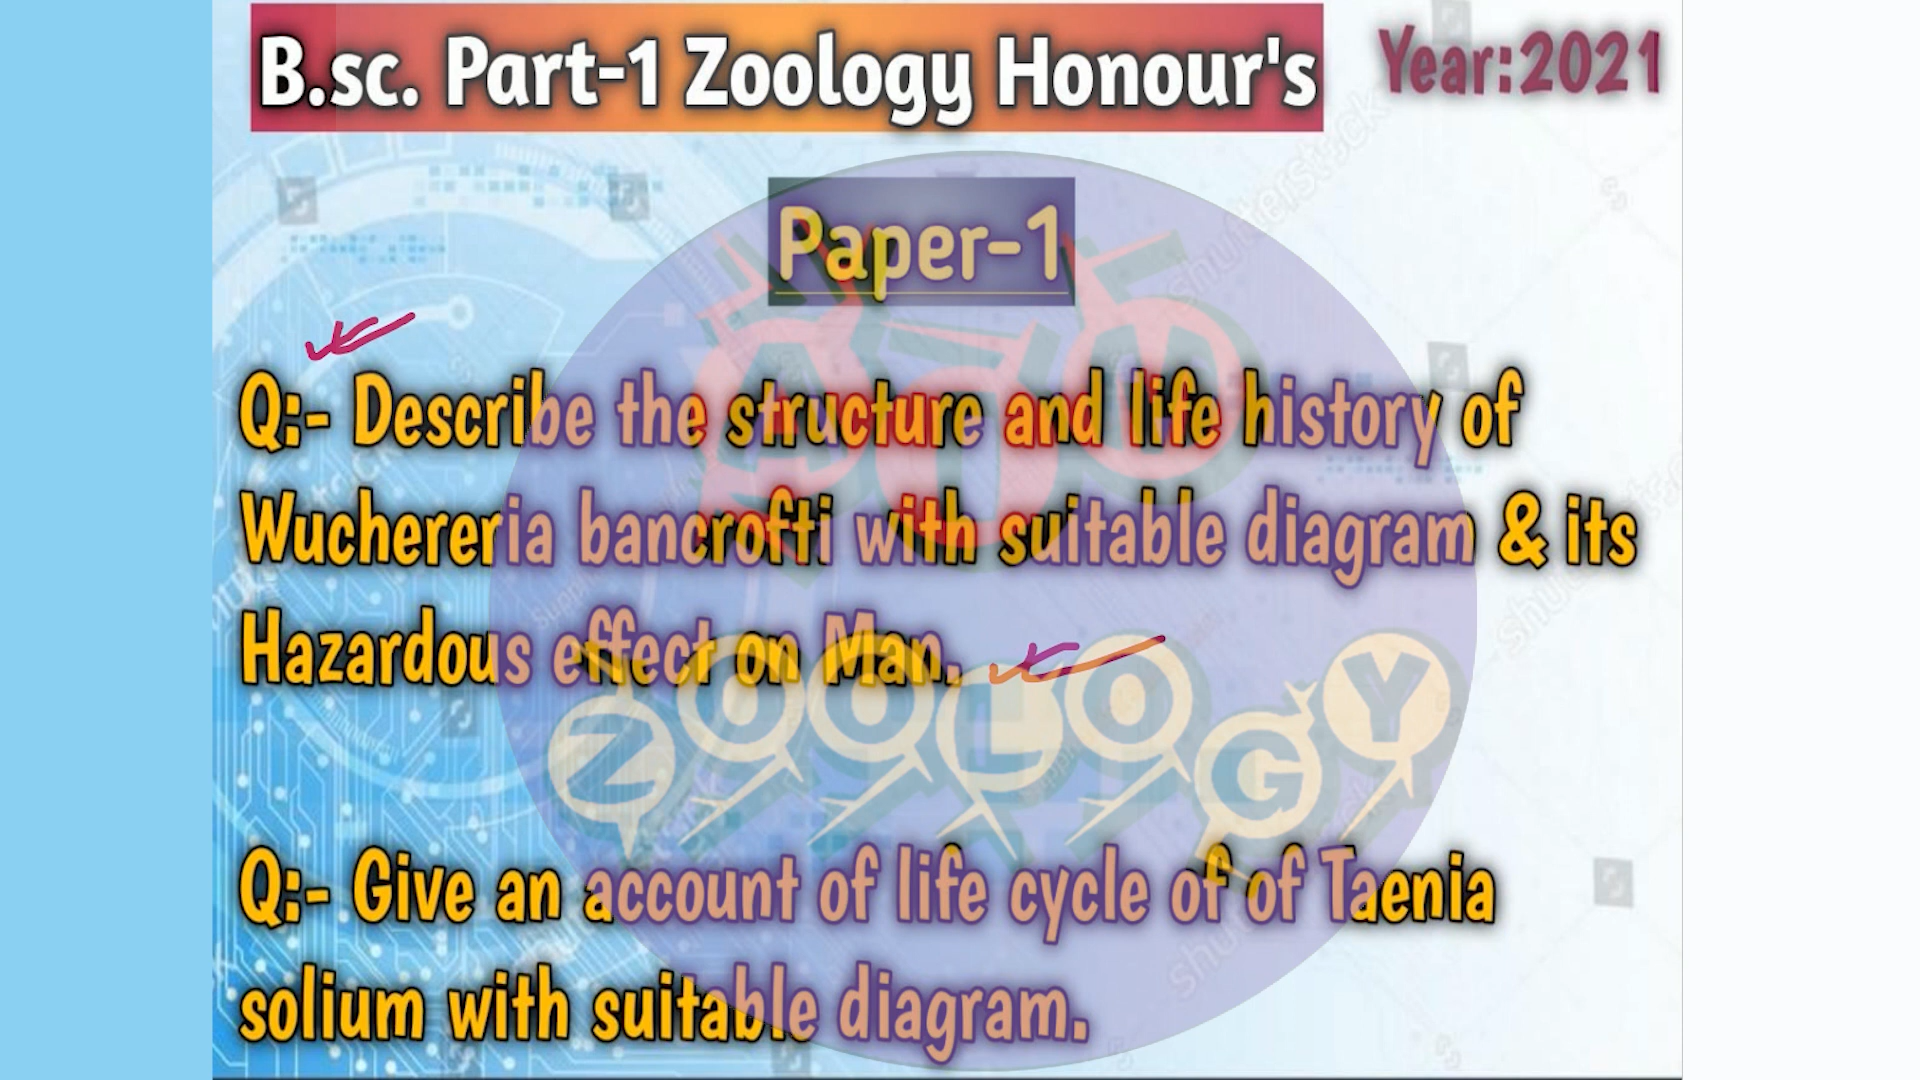 B.sc. Part-1 Zoology Honour's Year:2021
Paper-1
Q:- Describe the structure and life history of
Wuchereria bancrofti with suitable diagram & its
Hazardous effect on Man.
ZOOLOGY
Q:- Give an account of life cycle of of Taenia
solium with suitable diagram.
shutterstock